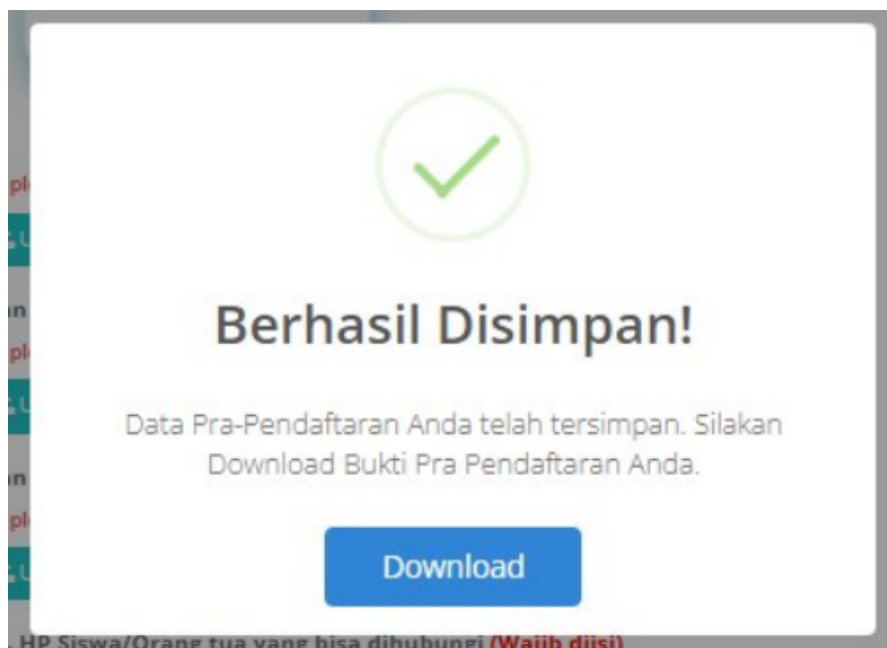 Berhasil Disimpan!
Data Pra-Pendaftaran Anda telah tersimpan. Silakan
Download Bukti Pra Pendaftaran Anda.
Download
HP Siswa/Orang tua yang bisa dihubungi (Wajib diisi)